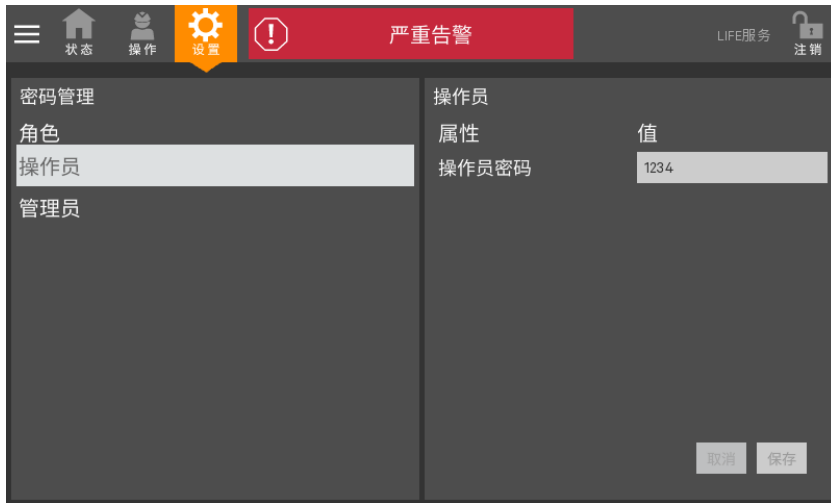 状态 操作 设置 严重告警 LIFE服务 注销
密码管理
角色
操作员
管理员
操作员
属性 值
操作员密码 1234
取消 保存